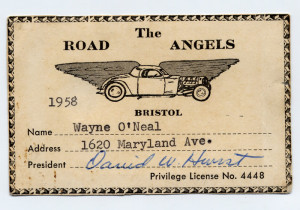 The
ROAD ANGELS
1958
BRISTOL
Name Wayne O'Neal
Address 1620 Maryland Ave.
President David W Hurst
Privilege License No. 4448